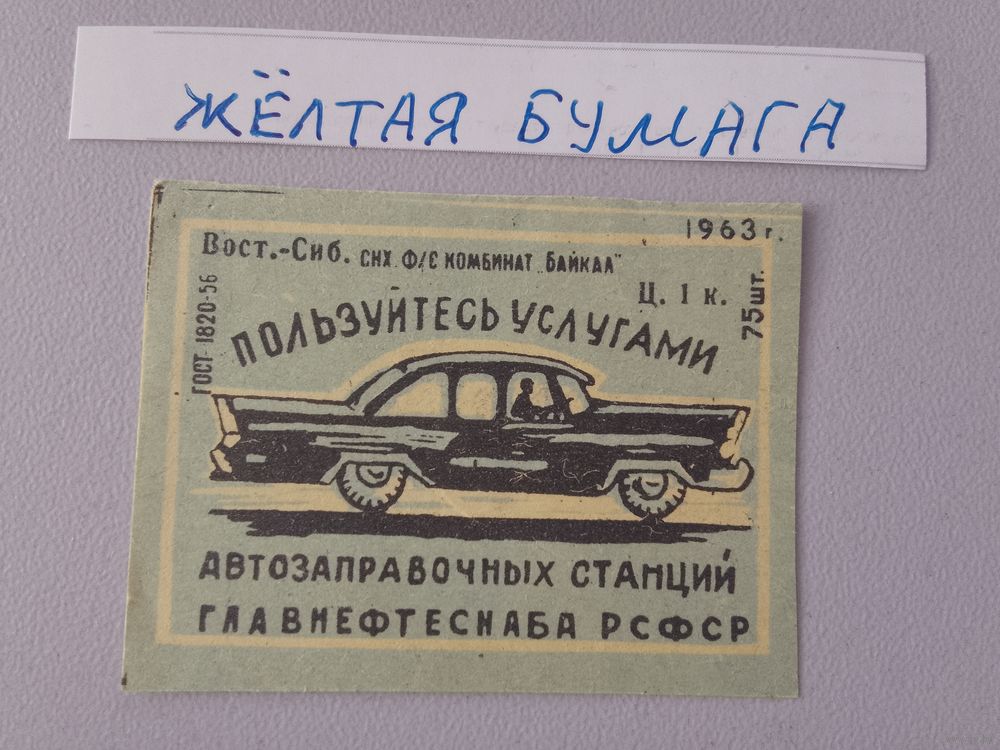 ЖЁЛТАЯ БУМАГА
1963 г.
Вост.-Сиб. СНХ Ф/С КОМБИНАТ „БАЙКАЛ"
Ц. 1 к.
75 шт.
ГОСТ 1820-56
ПОЛЬЗУЙТЕСЬ УСЛУГАМИ
АВТОЗАПРАВОЧНЫХ СТАНЦИЙ
ГЛАВНЕФТЕСНАБА РСФСР